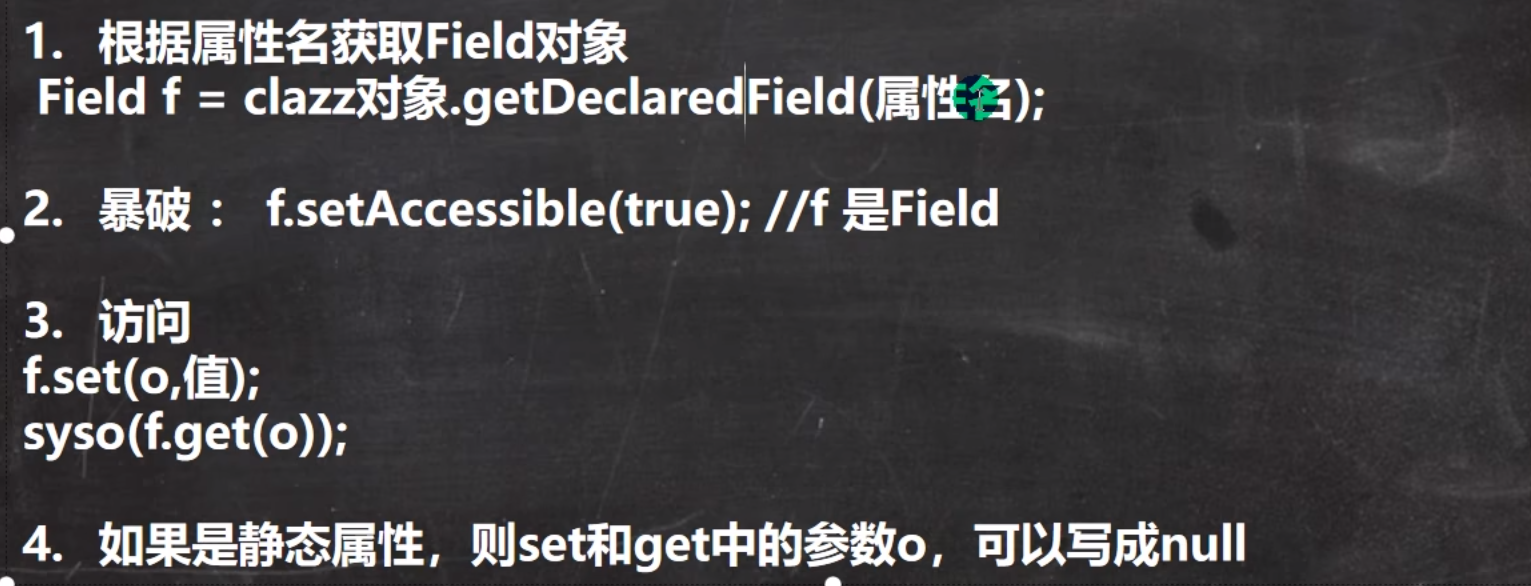 1. 根据属性名获取Field对象
Field f = clazz对象.getDeclaredField(属性名);
2. 暴破： f.setAccessible(true); //f 是Field
3. 访问
f.set(o,值);
syso(f.get(o));
4. 如果是静态属性，则set和get中的参数o，可以写成null